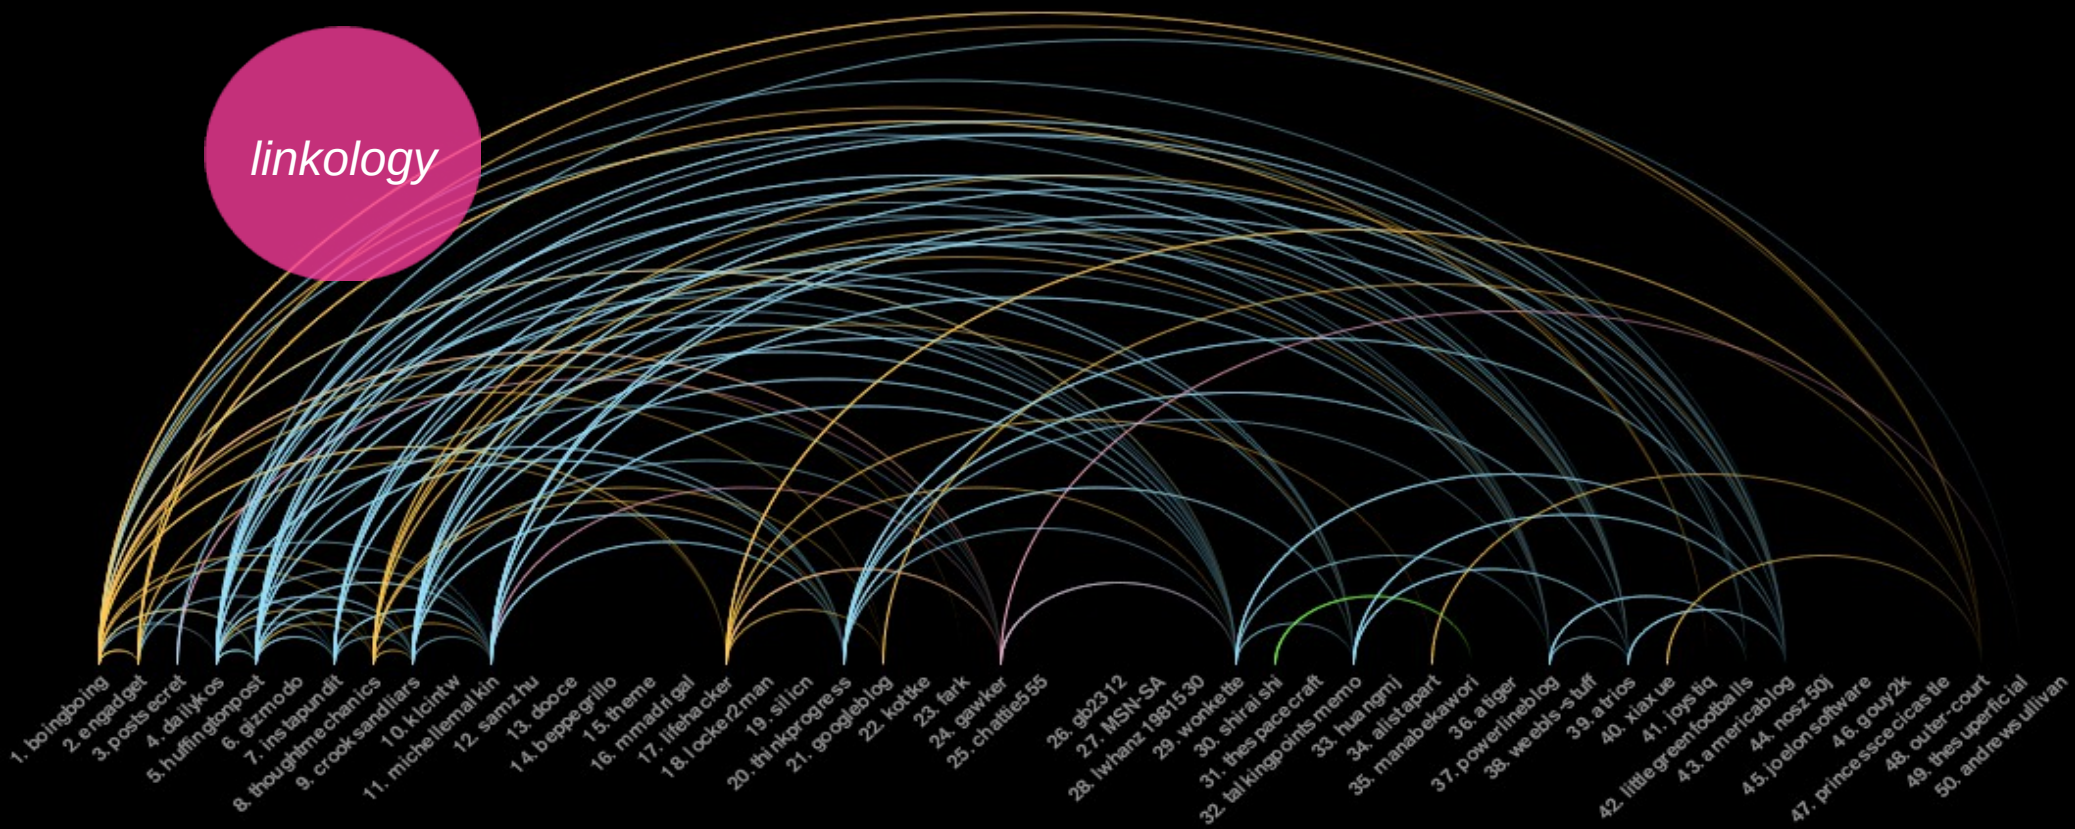 linkology
1. boingboing
2. engadget
3. postsecret
4. dailykos
5. huffingtonpost
6. gizmodo
7. instapundit
8. thoughtmechanics
9. crooksandliars
10. klcintw
11. michellemalkin
12. samzhu
13. dooce
14. beppegrillo
15. theme
16. mmadrigal
17. lifehacker
18. locker2man
19. silicn
20. thinkprogress
21. googleblog
22. kottke
23. fark
24. gawker
25. chattie555
26. gb2312
27. MSN-SA
28. lwhanz1981530
29. wonkette
30. shiraishi
31. thespacecraft
32. talkingpointsmemo
33. huangmj
34. alistapart
35. manabekawori
36. atiger
37. powerlineblog
38. weebls-stuff
39. atrios
40. xiaxue
41. joystiq
42. littlegreenfootballs
43. americablog
44. nosz50j
45. joelonsoftware
46. gouy2k
47. princesscecicastle
48. outer-court
49. thesuperficial
50. andrewsullivan